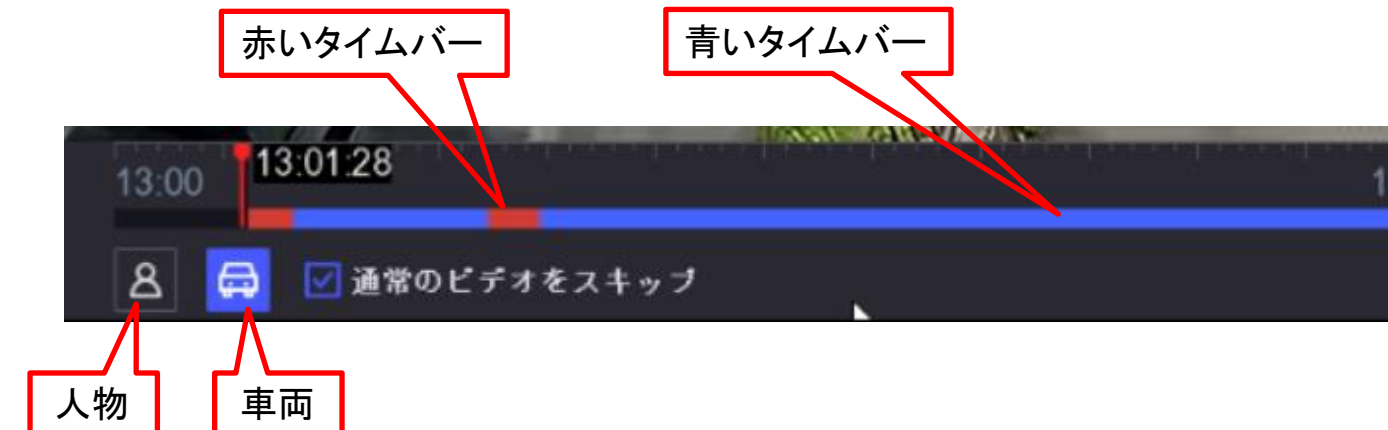 赤いタイムバー
青いタイムバー
13:00
13:01:28
1
通常のビデオをスキップ
人物
車両